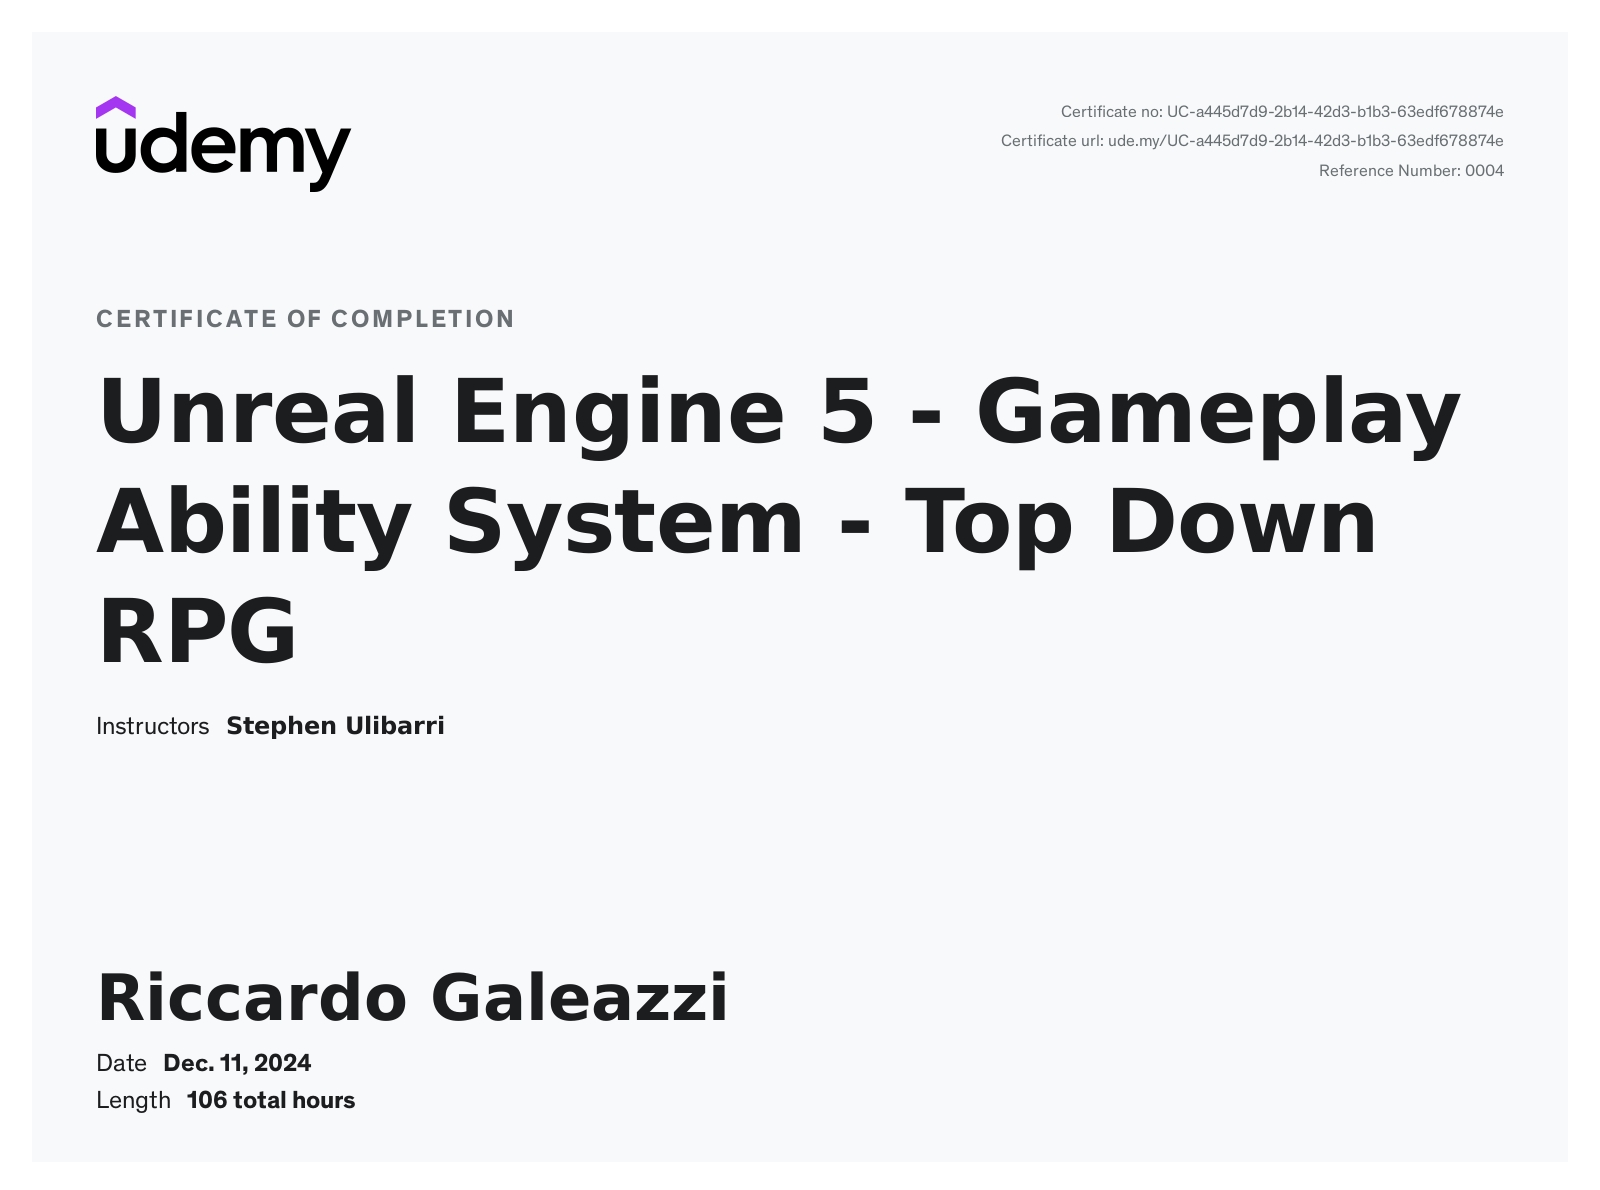 udemy
Certificate no: UC-a445d7d9-2b14-42d3-b1b3-63edf678874e
Certificate url: ude.my/UC-a445d7d9-2b14-42d3-b1b3-63edf678874e
Reference Number: 0004
CERTIFICATE OF COMPLETION
Unreal Engine 5 - Gameplay
Ability System - Top Down
RPG
Instructors Stephen Ulibarri
Riccardo Galeazzi
Date Dec. 11, 2024
Length 106 total hours